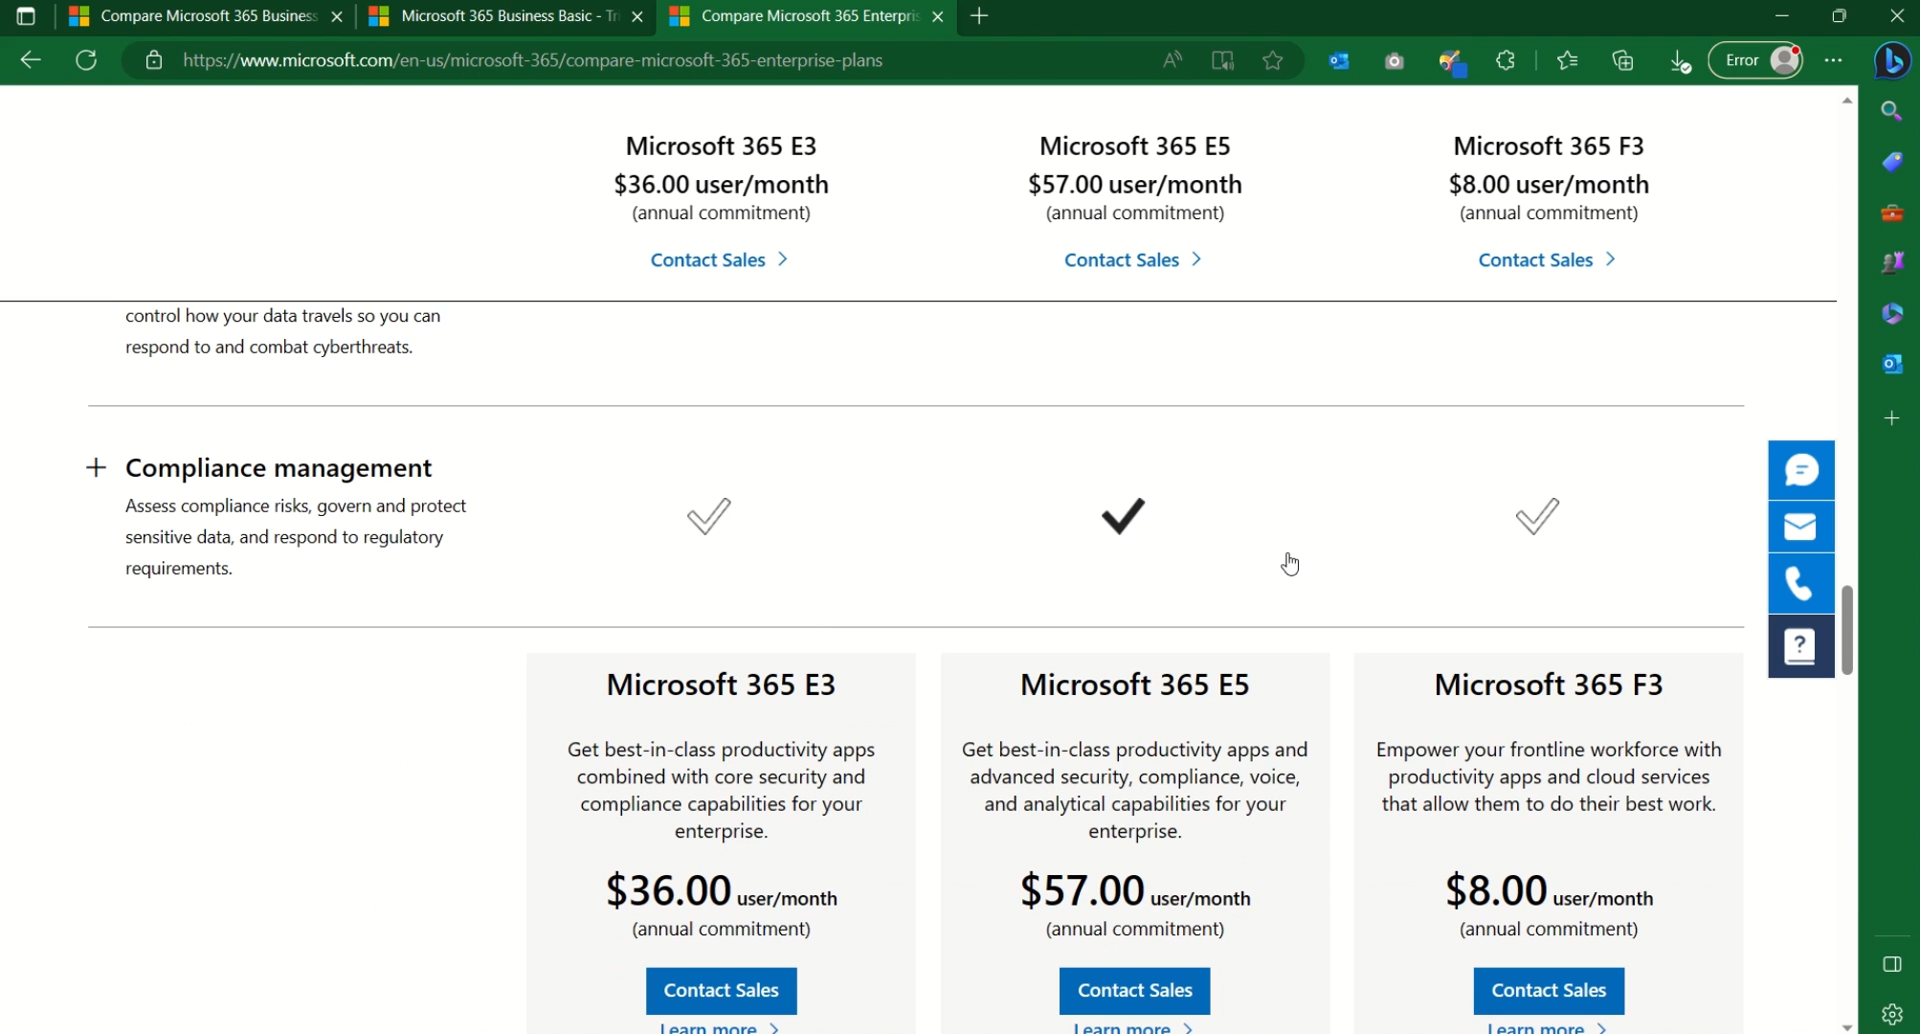 Compare Microsoft 365 Business
Microsoft 365 Business Basic - Tri
Compare Microsoft 365 Enterpris
https://www.microsoft.com/en-us/microsoft-365/compare-microsoft-365-enterprise-plans
Error
Microsoft 365 E3
$36.00 user/month
(annual commitment)
Contact Sales >
Microsoft 365 E5
$57.00 user/month
(annual commitment)
Contact Sales >
Microsoft 365 F3
$8.00 user/month
(annual commitment)
Contact Sales >
control how your data travels so you can
respond to and combat cyberthreats.
+ Compliance management
Assess compliance risks, govern and protect
sensitive data, and respond to regulatory
requirements.
Microsoft 365 E3
Get best-in-class productivity apps
combined with core security and
compliance capabilities for your
enterprise.
$36.00 user/month
(annual commitment)
Contact Sales
Learn more >
Microsoft 365 E5
Get best-in-class productivity apps and
advanced security, compliance, voice,
and analytical capabilities for your
enterprise.
$57.00 user/month
(annual commitment)
Contact Sales
Learn more >
Microsoft 365 F3
Empower your frontline workforce with
productivity apps and cloud services
that allow them to do their best work.
$8.00 user/month
(annual commitment)
Contact Sales
Learn more >